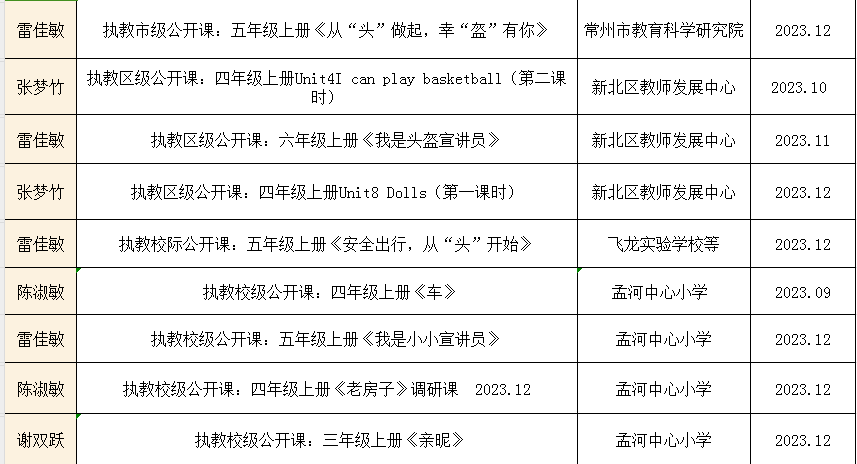 雷佳敏 执教市级公开课：五年级上册《从“头”做起，幸“盔”有你》 常州市教育科学研究院 2023.12
张梦竹 执教区级公开课：四年级上册Unit4I can play basketball（第二课时） 新北区教师发展中心 2023.10
雷佳敏 执教区级公开课：六年级上册《我是头盔宣讲员》 新北区教师发展中心 2023.11
张梦竹 执教区级公开课：四年级上册Unit8 Dolls（第一课时） 新北区教师发展中心 2023.12
雷佳敏 执教校际公开课：五年级上册《安全出行，从“头”开始》 飞龙实验学校等 2023.12
陈淑敏 执教校级公开课：四年级上册《车》 孟河中心小学 2023.09
雷佳敏 执教校级公开课：五年级上册《我是小小宣讲员》 孟河中心小学 2023.12
陈淑敏 执教校级公开课：四年级上册《老房子》调研课 2023.12 孟河中心小学 2023.12
谢双跃 执教校级公开课：三年级上册《亲昵》 孟河中心小学 2023.12